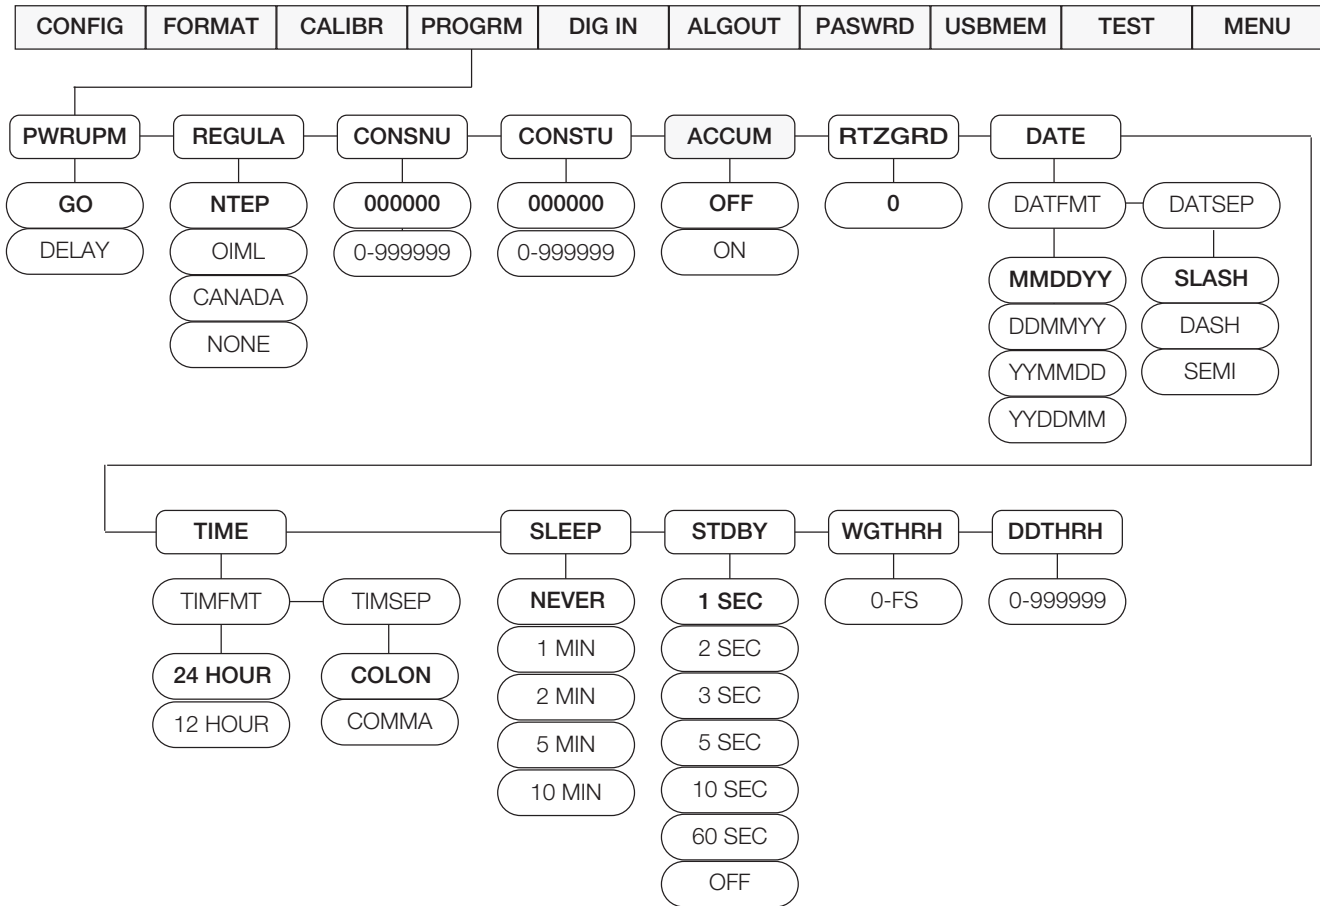 CONFIG FORMAT CALIBR PROGRM DIG IN ALGOUT PASWRD USBMEM TEST MENU
PWRUPM REGULA CONSNU CONSTU ACCUM RTZGRD DATE
GO NTEP 000000 000000 OFF 0 DATFMT DATSEP
DELAY OIML 0-999999 0-999999 ON
CANADA MMDDYY SLASH
NONE DDMMYY DASH
YYMMDD SEMI
YYDDMM
TIME SLEEP STDBY WGTHRH DDTHRH
TIMFMT TIMSEP NEVER 1 SEC 0-FS 0-999999
1 MIN 2 SEC
24 HOUR COLON 2 MIN 3 SEC
12 HOUR COMMA 5 MIN 5 SEC
10 MIN 10 SEC
60 SEC
OFF